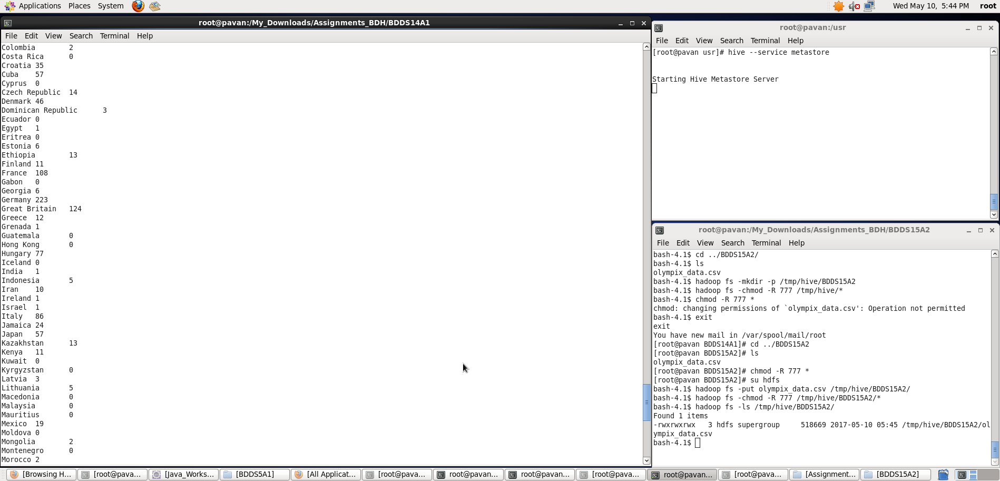 Applications Places System Wed May 10, 5:44 PM root
root@pavan:/My_Downloads/Assignments_BDH/BDDS14A1
File Edit View Search Terminal Help
Colombia 2
Costa Rica 0
Croatia 35
Cuba 57
Cyprus 0
Czech Republic 14
Denmark 46
Dominican Republic 3
Ecuador 0
Egypt 1
Eritrea 0
Estonia 6
Ethiopia 13
Finland 11
France 108
Gabon 0
Georgia 6
Germany 223
Great Britain 124
Greece 12
Grenada 1
Guatemala 0
Hong Kong 0
Hungary 77
Iceland 0
India 1
Indonesia 5
Iran 10
Ireland 1
Israel 1
Italy 86
Jamaica 24
Japan 57
Kazakhstan 13
Kenya 11
Kuwait 0
Kyrgyzstan 0
Latvia 3
Lithuania 5
Macedonia 0
Malaysia 0
Mauritius 0
Mexico 19
Moldova 0
Mongolia 2
Montenegro 0
Morocco 2
root@pavan:/usr
File Edit View Search Terminal Help
[root@pavan usr]# hive --service metastore
Starting Hive Metastore Server
root@pavan:/My_Downloads/Assignments_BDH/BDDS15A2
File Edit View Search Terminal Help
bash-4.1$ cd ../BDDS15A2/
bash-4.1$ ls
olympix_data.csv
bash-4.1$ hadoop fs -mkdir -p /tmp/hive/BDDS15A2
bash-4.1$ hadoop fs -chmod -R 777 /tmp/hive/*
bash-4.1$ chmod -R 777 *
chmod: changing permissions of `olympix_data.csv': Operation not permitted
bash-4.1$ exit
exit
You have new mail in /var/spool/mail/root
[root@pavan BDDS14A1]# cd ../BDDS15A2
[root@pavan BDDS15A2]# ls
olympix_data.csv
[root@pavan BDDS15A2]# chmod -R 777 *
[root@pavan BDDS15A2]# su hdfs
bash-4.1$ hadoop fs -put olympix_data.csv /tmp/hive/BDDS15A2/
bash-4.1$ hadoop fs -chmod -R 777 /tmp/hive/BDDS15A2/*
bash-4.1$ hadoop fs -ls /tmp/hive/BDDS15A2/
Found 1 items
-rwxrwxrwx 3 hdfs supergroup 518669 2017-05-10 05:45 /tmp/hive/BDDS15A2/ol
ympix_data.csv
bash-4.1$
[Browsing H... [root@pava... [Java_Works... [BDDS5A1] [All Applicat... [root@pava... root@pavan... root@pavan... [root@pava... root@pavan... [root@pava... [Assignment... [BDDS15A2]